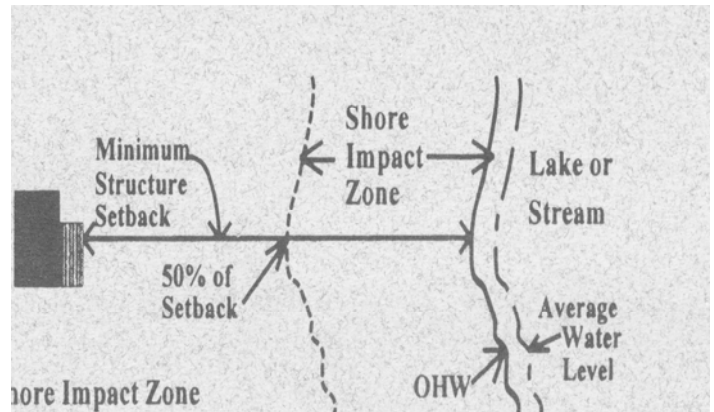 Minimum
Structure
Setback
Shore
Impact
Zone
Lake or
Stream
50% of
Setback
Average
Water
Level
OHW
hore Impact Zone